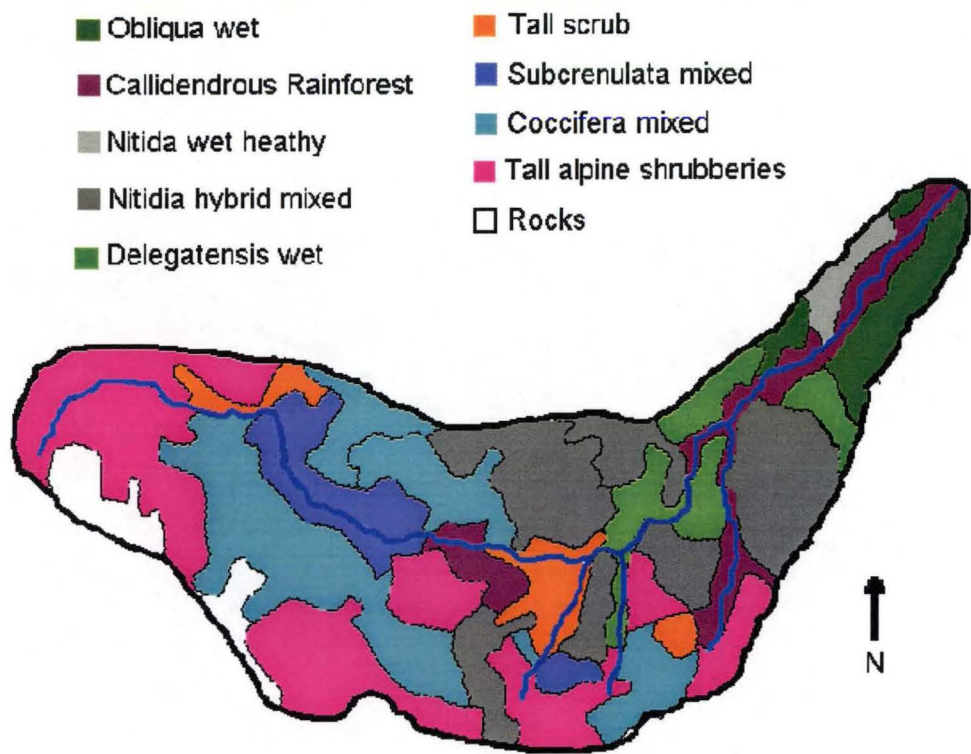 Obliqua wet
Callidendrous Rainforest
Nitida wet heathy
Nitidia hybrid mixed
Delegatensis wet
Tall scrub
Subcrenulata mixed
Coccifera mixed
Tall alpine shrubberies
Rocks
N